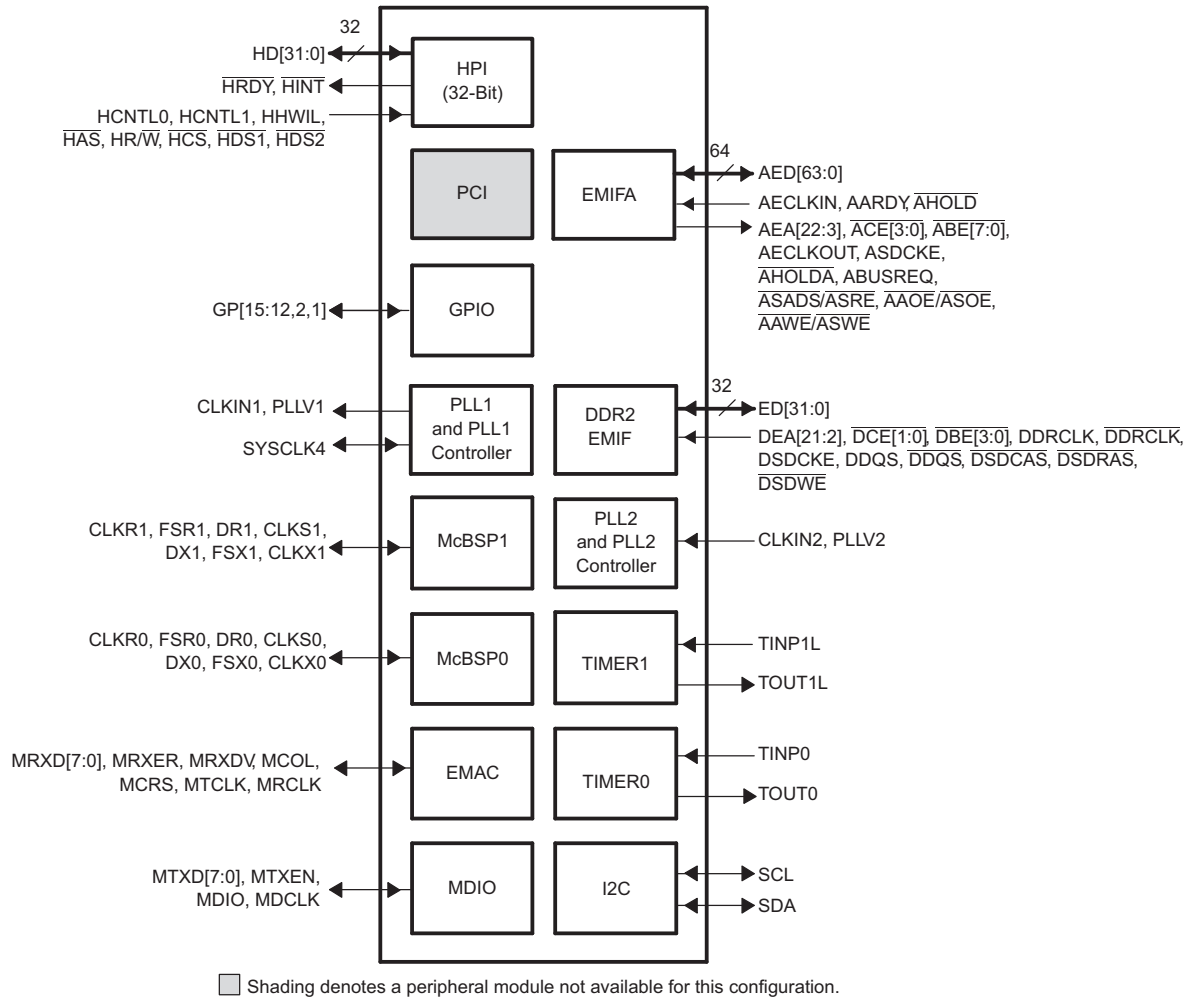 32
HD[31:0]
HRDY, HINT
HCNTL0, HCNTL1, HHWIL,
HAS, HR/W, HCS, HDS1, HDS2
HPI
(32-Bit)
PCI
EMIFA
64
AED[63:0]
AECLKIN, AARDY, AHOLD
AEA[22:3], ACE[3:0], ABE[7:0],
AECLKOUT, ASDCKE,
AHOLDA, ABUSREQ,
ASADS/ASRE, AAOE/ASOE,
AAWE/ASWE
GP[15:12,2,1]
GPIO
CLKIN1, PLLV1
SYSCLK4
PLL1
and PLL1
Controller
DDR2
EMIF
32
ED[31:0]
DEA[21:2], DCE[1:0], DBE[3:0], DDRCLK, DDRCLK,
DSDCKE, DDQS, DDQS, DSDCAS, DSDRAS,
DSDWE
CLKR1, FSR1, DR1, CLKS1,
DX1, FSX1, CLKX1
McBSP1
PLL2
and PLL2
Controller
CLKIN2, PLLV2
CLKR0, FSR0, DR0, CLKS0,
DX0, FSX0, CLKX0
McBSP0
TIMER1
TINP1L
TOUT1L
MRXD[7:0], MRXER, MRXDV, MCOL,
MCRS, MTCLK, MRCLK
EMAC
TIMER0
TINP0
TOUT0
MTXD[7:0], MTXEN,
MDIO, MDCLK
MDIO
I2C
SCL
SDA
Shading denotes a peripheral module not available for this configuration.